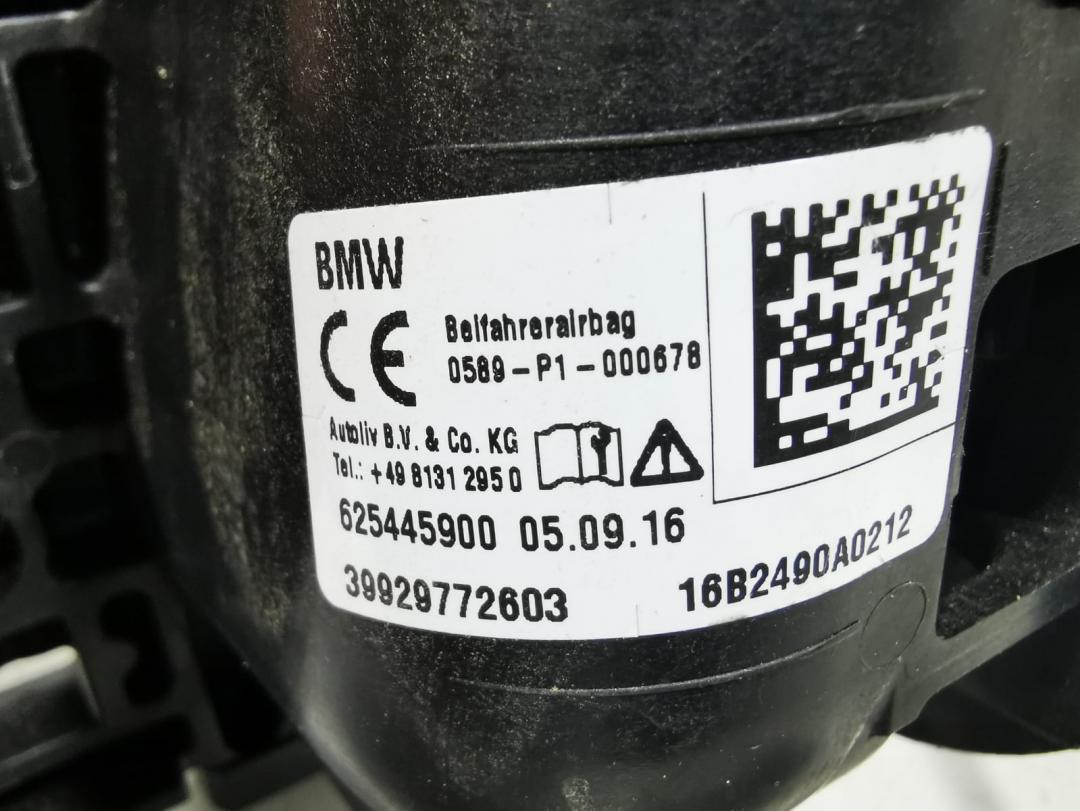 BMW
CE
Beifahrerairbag
0589-P1-000678
Autoliv B.V. & Co. KG
Tel.: +49 8131 295 0
625445900 05.09.16
39929772603
16B2490A0212